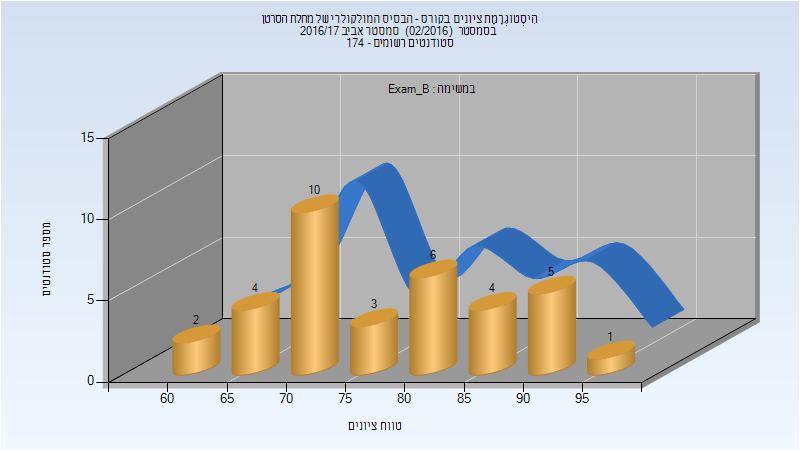 הִיסְטוֹגְרָמַת ציונים בקורס - הבסיס המולקולרי של מחלת הסרטן
בסמסטר (02/2016) סמסטר אביב 2016/17
סטודנטים רשומים - 174
במשימה : Exam_B
מספר סטודנטים
15
10
5
0
2
4
10
3
6
4
5
1
60 65 70 75 80 85 90 95
טווח ציונים